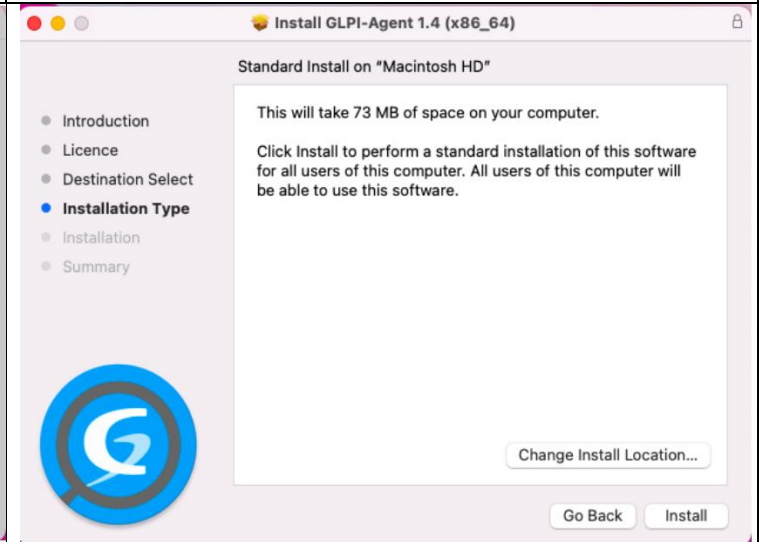 Install GLPI-Agent 1.4 (x86_64)
Standard Install on "Macintosh HD"
Introduction
Licence
Destination Select
Installation Type
Installation
Summary
This will take 73 MB of space on your computer.
Click Install to perform a standard installation of this software
for all users of this computer. All users of this computer will
be able to use this software.
Change Install Location...
Go Back
Install